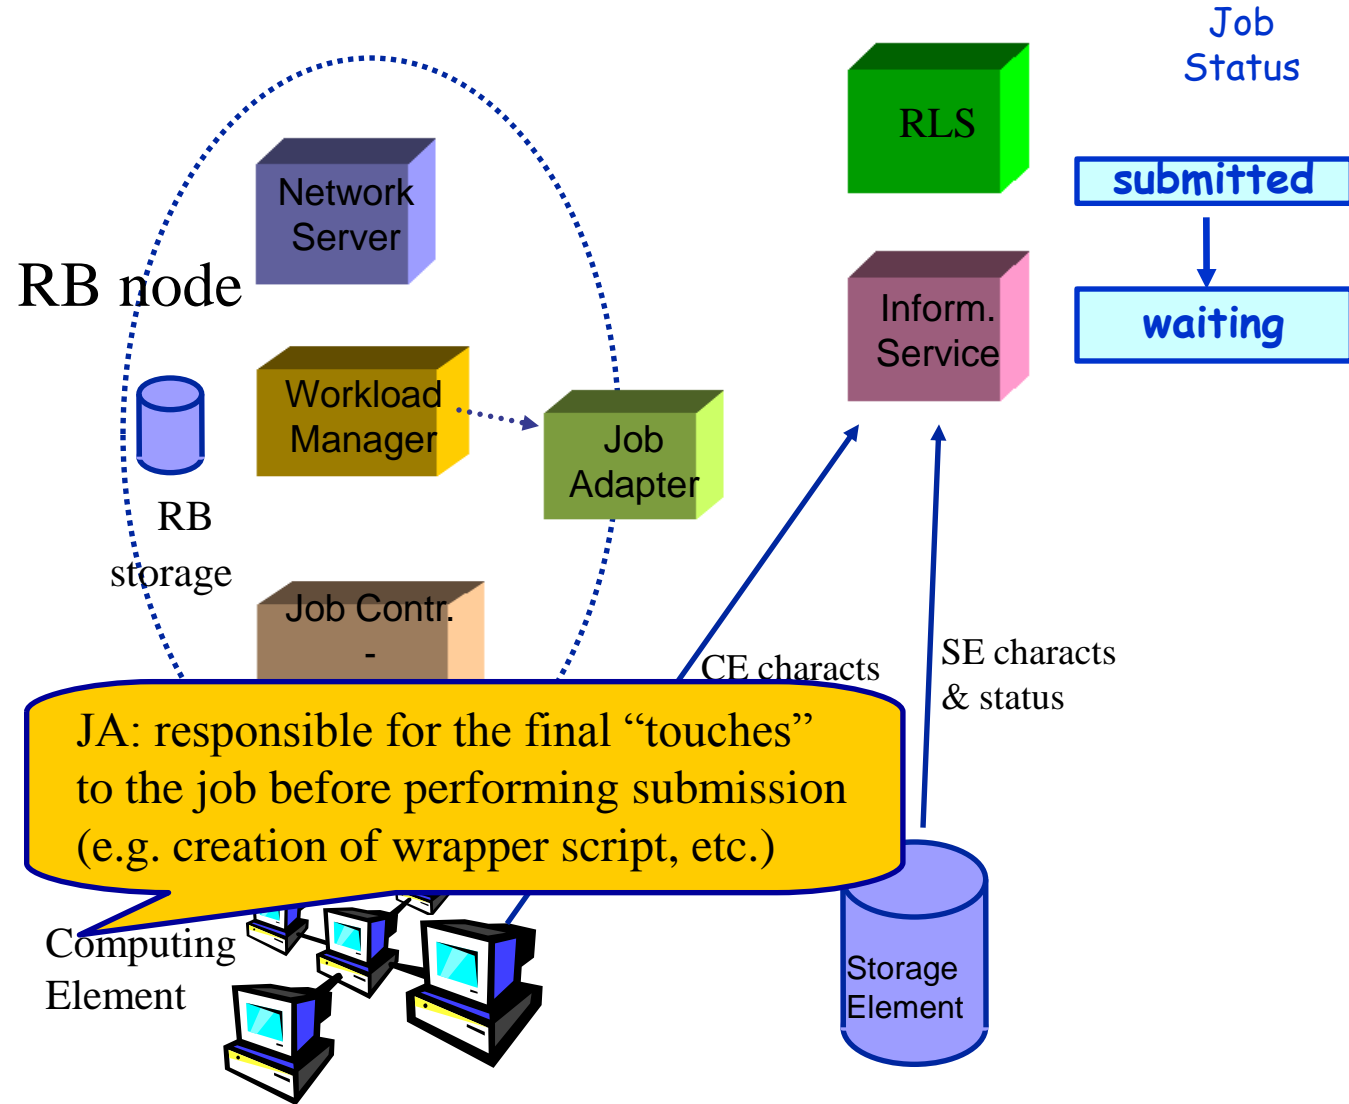 Job
Status
RLS
submitted
Network
Server
RB node
Inform.
Service
waiting
Workload
Manager
Job
Adapter
RB
storage
Job Contr.
-
CE characts
SE characts
& status
JA: responsible for the final “touches”
to the job before performing submission
(e.g. creation of wrapper script, etc.)
Computing
Element
Storage
Element